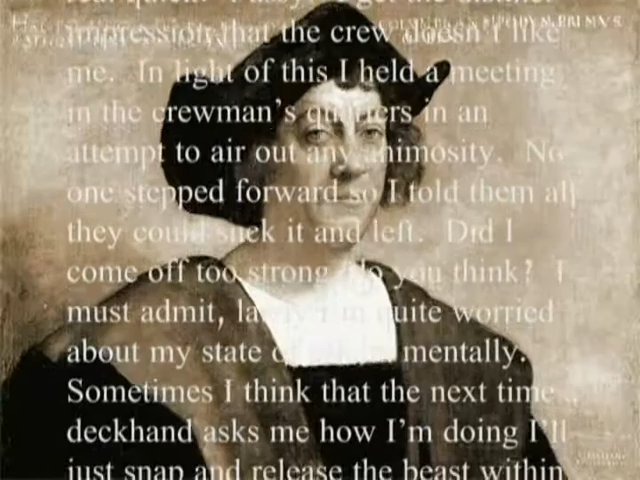 impression that the crew doesn't like
me. In light of this I held a meeting
in the crewman's quarters in an
attempt to air out any animosity. No
one stepped forward so I told them all
they could suck it and left. Did I
come off too strong do you think? I
must admit, lately I'm quite worried
about my state of mentally.
Sometimes I think that the next time
deckhand asks me how I'm doing I'll
just snap and release the beast within